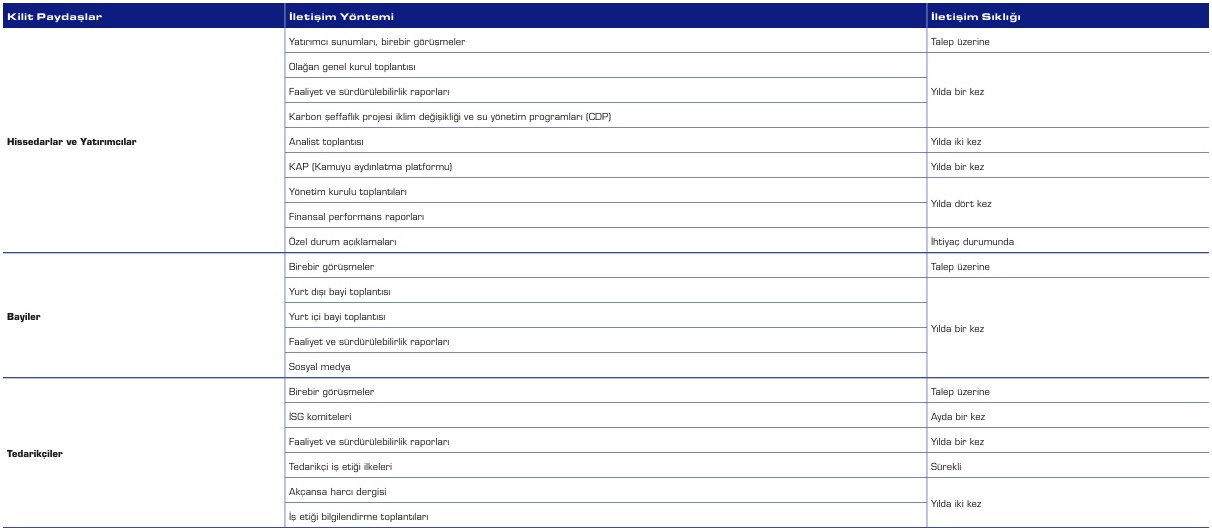 Kilit Paydaşlar İletişim Yöntemi İletişim Sıklığı
Yatırımcı sunumları, birebir görüşmeler Talep üzerine
Olağan genel kurul toplantısı
Faaliyet ve sürdürülebilirlik raporları Yılda bir kez
Karbon şeffaflık projesi iklim değişikliği ve su yönetim programları (CDP)
Hissedarlar ve Yatırımcılar Analist toplantısı Yılda iki kez
KAP (Kamuyu aydınlatma platformu) Yılda bir kez
Yönetim kurulu toplantıları
Yılda dört kez
Finansal performans raporları
Özel durum açıklamaları İhtiyaç durumunda
Birebir görüşmeler Talep üzerine
Yurt dışı bayi toplantısı
Bayiler Yurt içi bayi toplantısı
Yılda bir kez
Faaliyet ve sürdürülebilirlik raporları
Sosyal medya
Birebir görüşmeler Talep üzerine
İSG komiteleri Ayda bir kez
Faaliyet ve sürdürülebilirlik raporları Yılda bir kez
Tedarikçiler
Tedarikçi iş etiği ilkeleri Sürekli
Akçansa harcı dergisi
Yılda iki kez
İş etiği bilgilendirme toplantıları